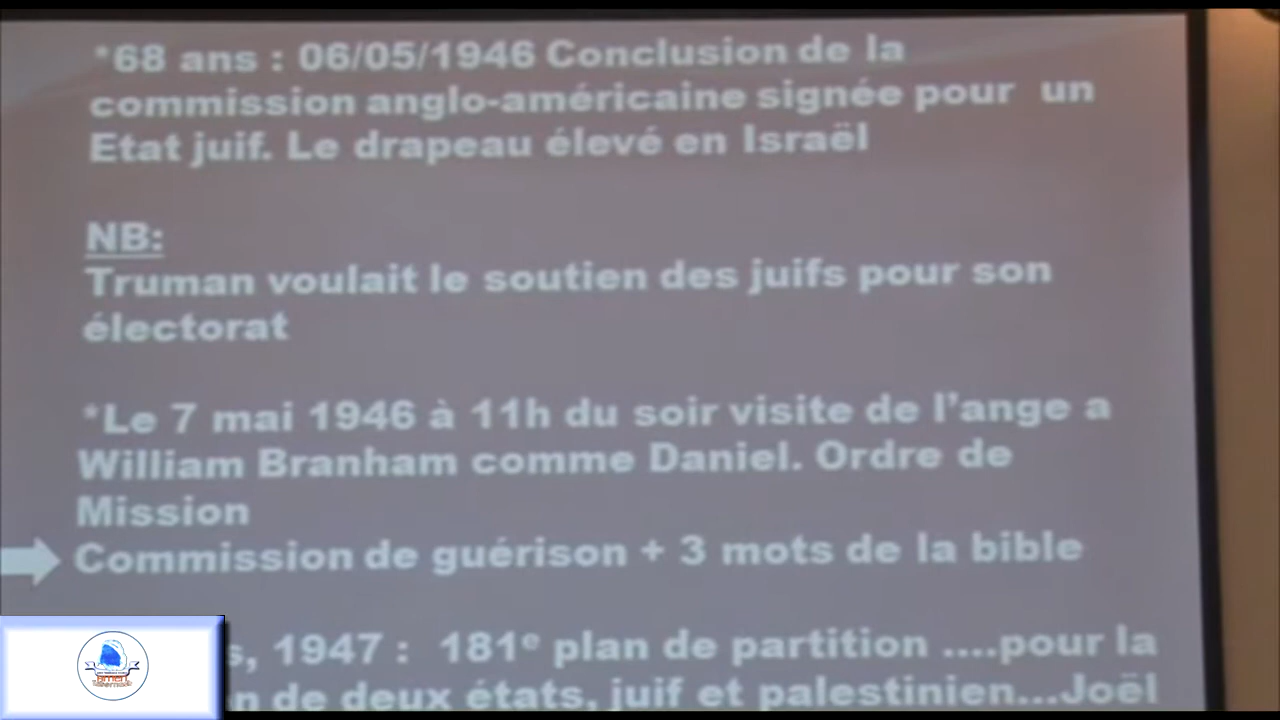 *68 ans : 06/05/1946 Conclusion de la
commission anglo-américaine signée pour un
Etat juif. Le drapeau élevé en Israël
NB:
Truman voulait le soutien des juifs pour son
électorat
*Le 7 mai 1946 à 11h du soir visite de l'ange a
William Branham comme Daniel. Ordre de
Mission
Commission de guérison + 3 mots de la bible
1947 : 181e plan de partition ....pour la
de deux états, juif et palestinien...Joël